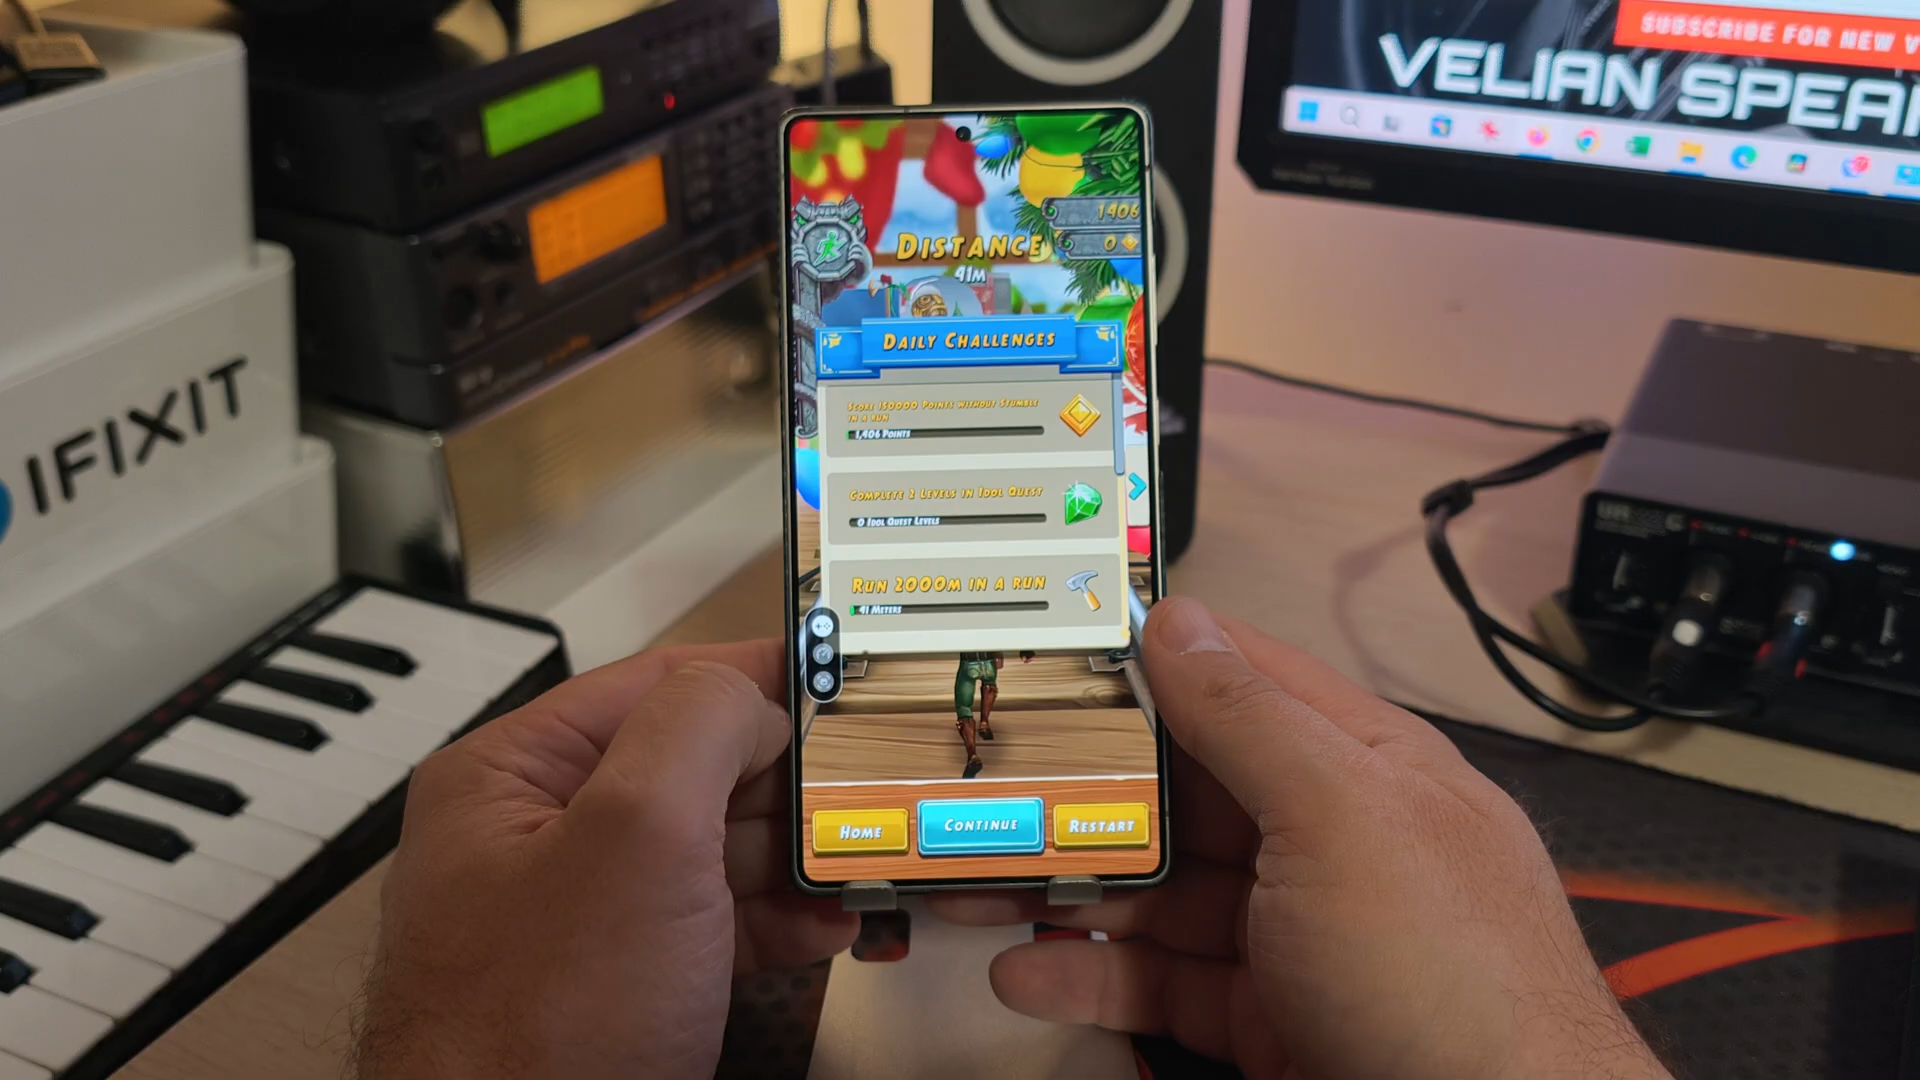 SUBSCRIBE FOR NEW V
VELIAN SPEA
IFIXIT
1406
0
DISTANCE
91M
DAILY CHALLENGES
SCORE 150000 POINTS WITHOUT STUMBLE
IN A RUN
1,406 POINTS
COMPLETE 2 LEVELS IN IDOL QUEST
0 IDOL QUEST LEVELS
RUN 2000M IN A RUN
91 METERS
HOME
CONTINUE
RESTART